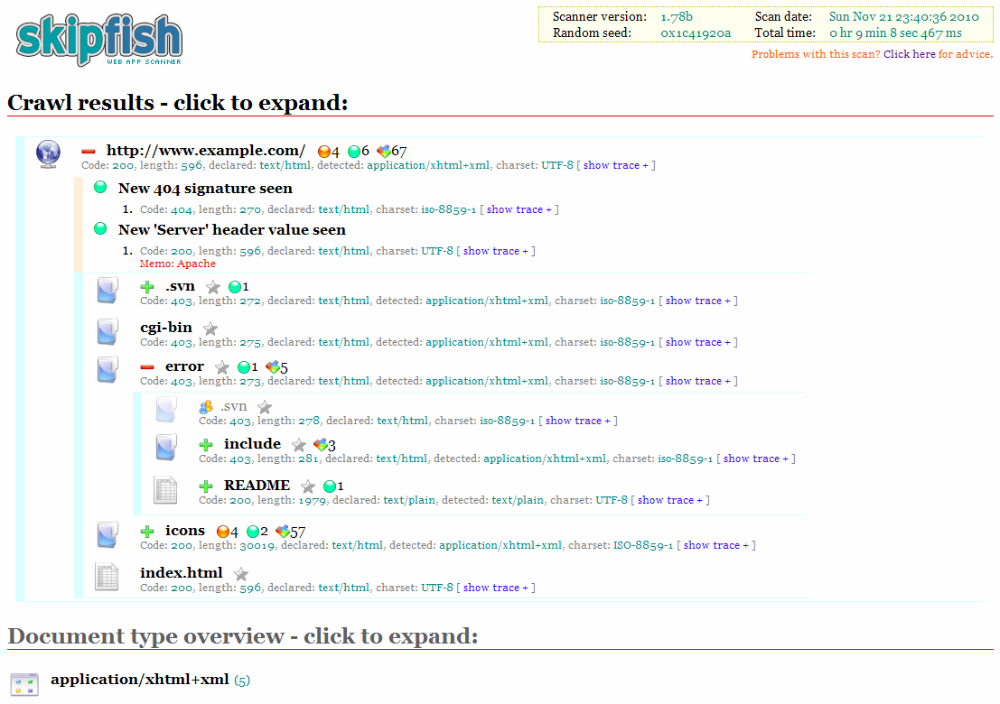 skipfish
WEB APP SCANNER
Scanner version: 1.78b Scan date: Sun Nov 21 23:40:36 2010
Random seed: 0x1c41920a Total time: 0 hr 9 min 8 sec 467 ms
Problems with this scan? Click here for advice.
Crawl results - click to expand:
http://www.example.com/ 4 6 67
Code: 200, length: 596, declared: text/html, detected: application/xhtml+xml, charset: UTF-8 [ show trace + ]
New 404 signature seen
1. Code: 404, length: 270, declared: text/html, charset: iso-8859-1 [ show trace + ]
New 'Server' header value seen
1. Code: 200, length: 596, declared: text/html, charset: UTF-8 [ show trace + ]
Memo: Apache
.svn 1
Code: 403, length: 272, declared: text/html, detected: application/xhtml+xml, charset: iso-8859-1 [ show trace + ]
cgi-bin
Code: 403, length: 275, declared: text/html, detected: application/xhtml+xml, charset: iso-8859-1 [ show trace + ]
error 1 5
Code: 403, length: 273, declared: text/html, detected: application/xhtml+xml, charset: iso-8859-1 [ show trace + ]
.svn
Code: 403, length: 278, declared: text/html, charset: iso-8859-1 [ show trace + ]
include 3
Code: 403, length: 281, declared: text/html, detected: application/xhtml+xml, charset: iso-8859-1 [ show trace + ]
README 1
Code: 200, length: 1979, declared: text/plain, detected: text/plain, charset: UTF-8 [ show trace + ]
icons 4 2 57
Code: 200, length: 30019, declared: text/html, detected: application/xhtml+xml, charset: ISO-8859-1 [ show trace + ]
index.html
Code: 200, length: 596, declared: text/html, charset: UTF-8 [ show trace + ]
Document type overview - click to expand:
application/xhtml+xml (5)